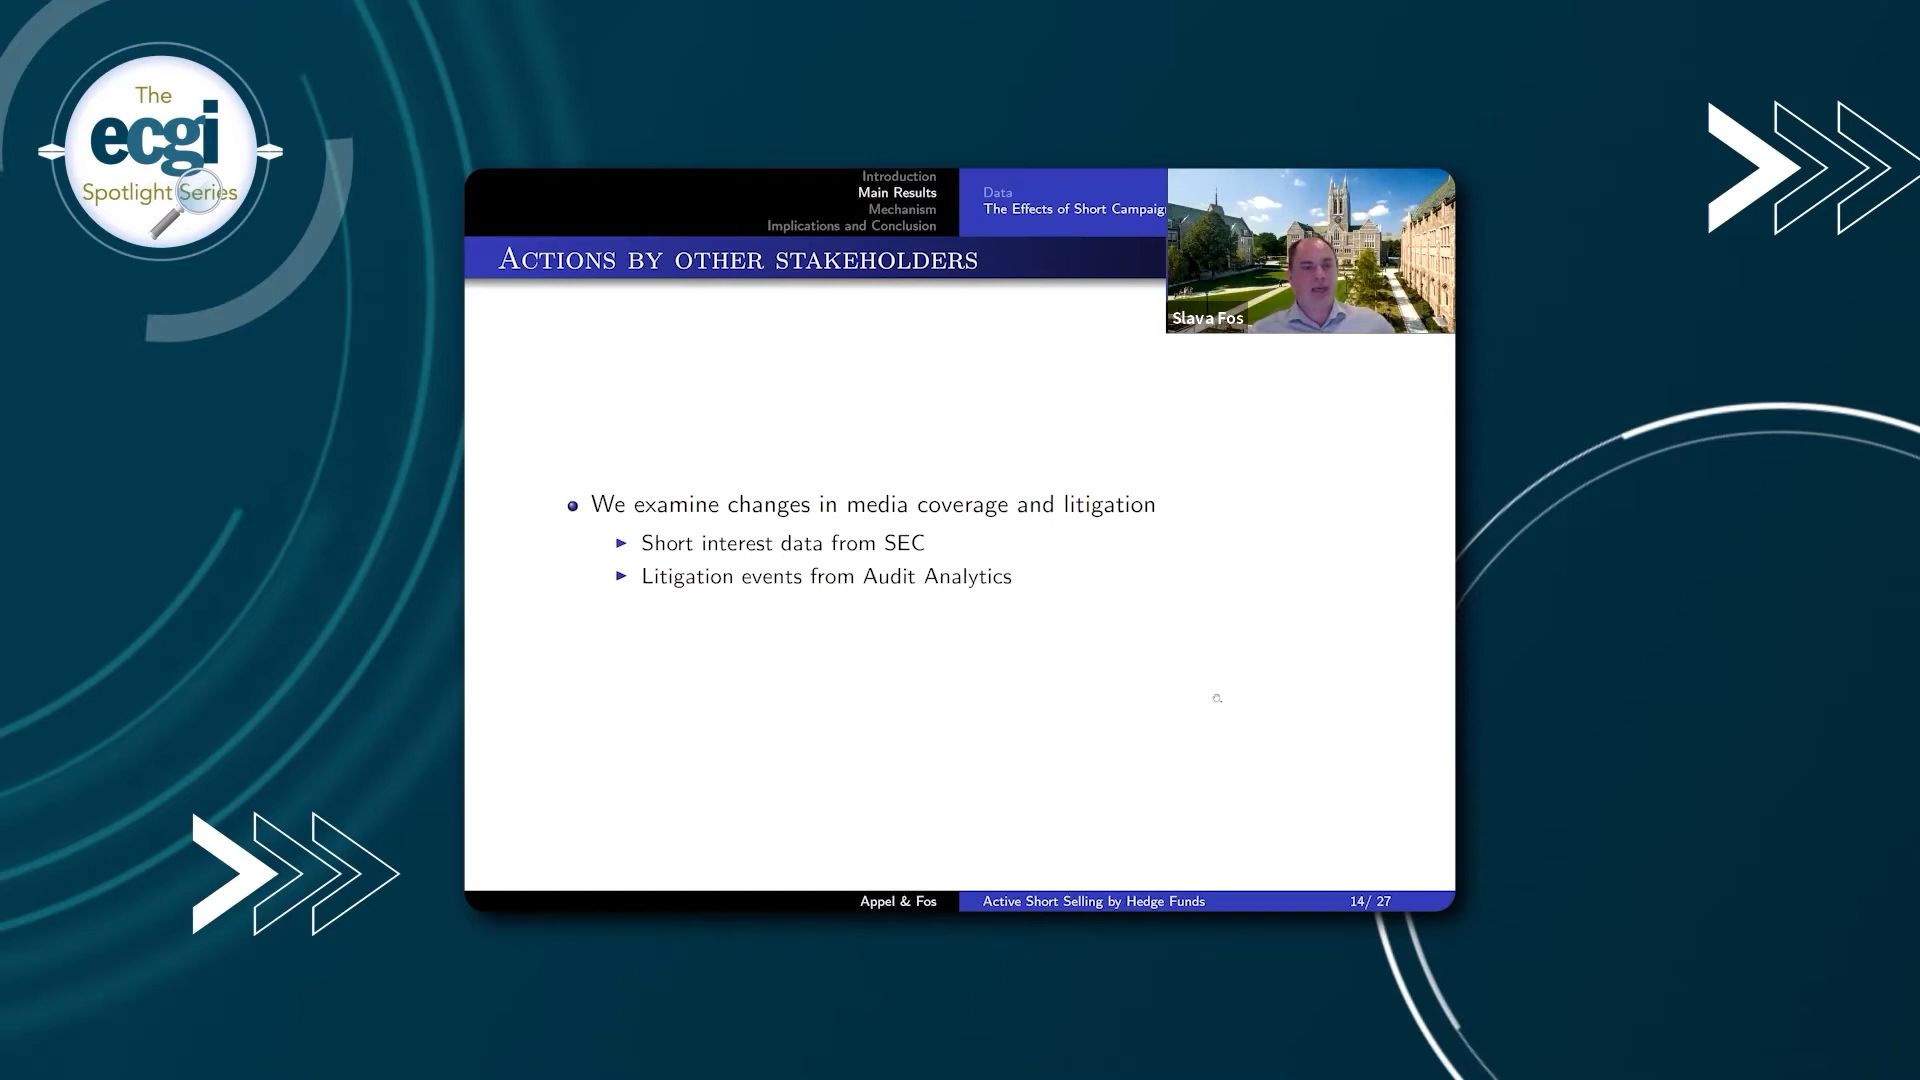 The
ecgi
Spotlight Series
Introduction
Main Results
Mechanism
Implications and Conclusion
Data
The Effects of Short Campaig
Actions by other stakeholders
Slava Fos
We examine changes in media coverage and litigation
Short interest data from SEC
Litigation events from Audit Analytics
Appel & Fos
Active Short Selling by Hedge Funds
14/ 27